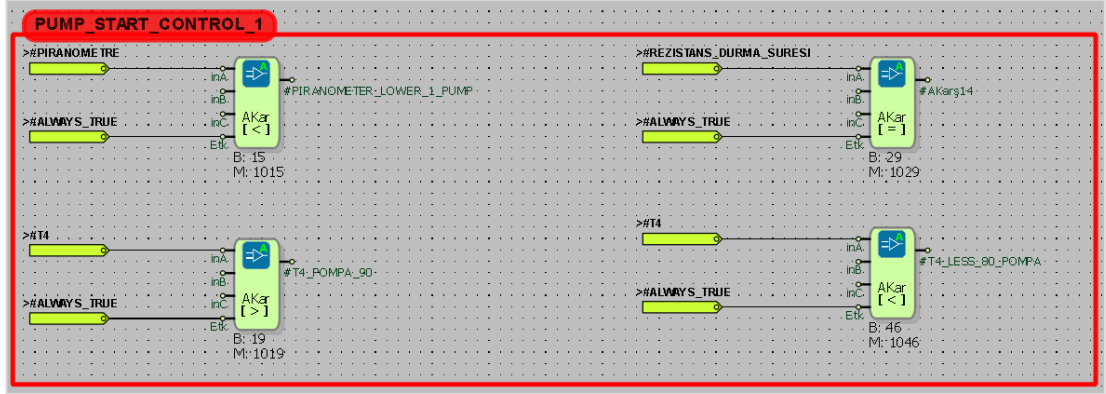 PUMP_START_CONTROL_1
>#PIRANOMETRE
inA
inB
inC
Etk
AKar
[ < ]
#PIRANOMETER_LOWER_1_PUMP
>#ALWAYS_TRUE
B: 15
M: 1015
>#REZISTANS_DURMA_SURESI
inA
inB
inC
Etk
AKar
[ = ]
#AKarş14
>#ALWAYS_TRUE
B: 29
M: 1029
>#T4
inA
inB
inC
Etk
AKar
[ > ]
#T4_POMPA_90
>#ALWAYS_TRUE
B: 19
M: 1019
>#T4
inA
inB
inC
Etk
AKar
[ < ]
#T4_LESS_80_POMPA
>#ALWAYS_TRUE
B: 46
M: 1046